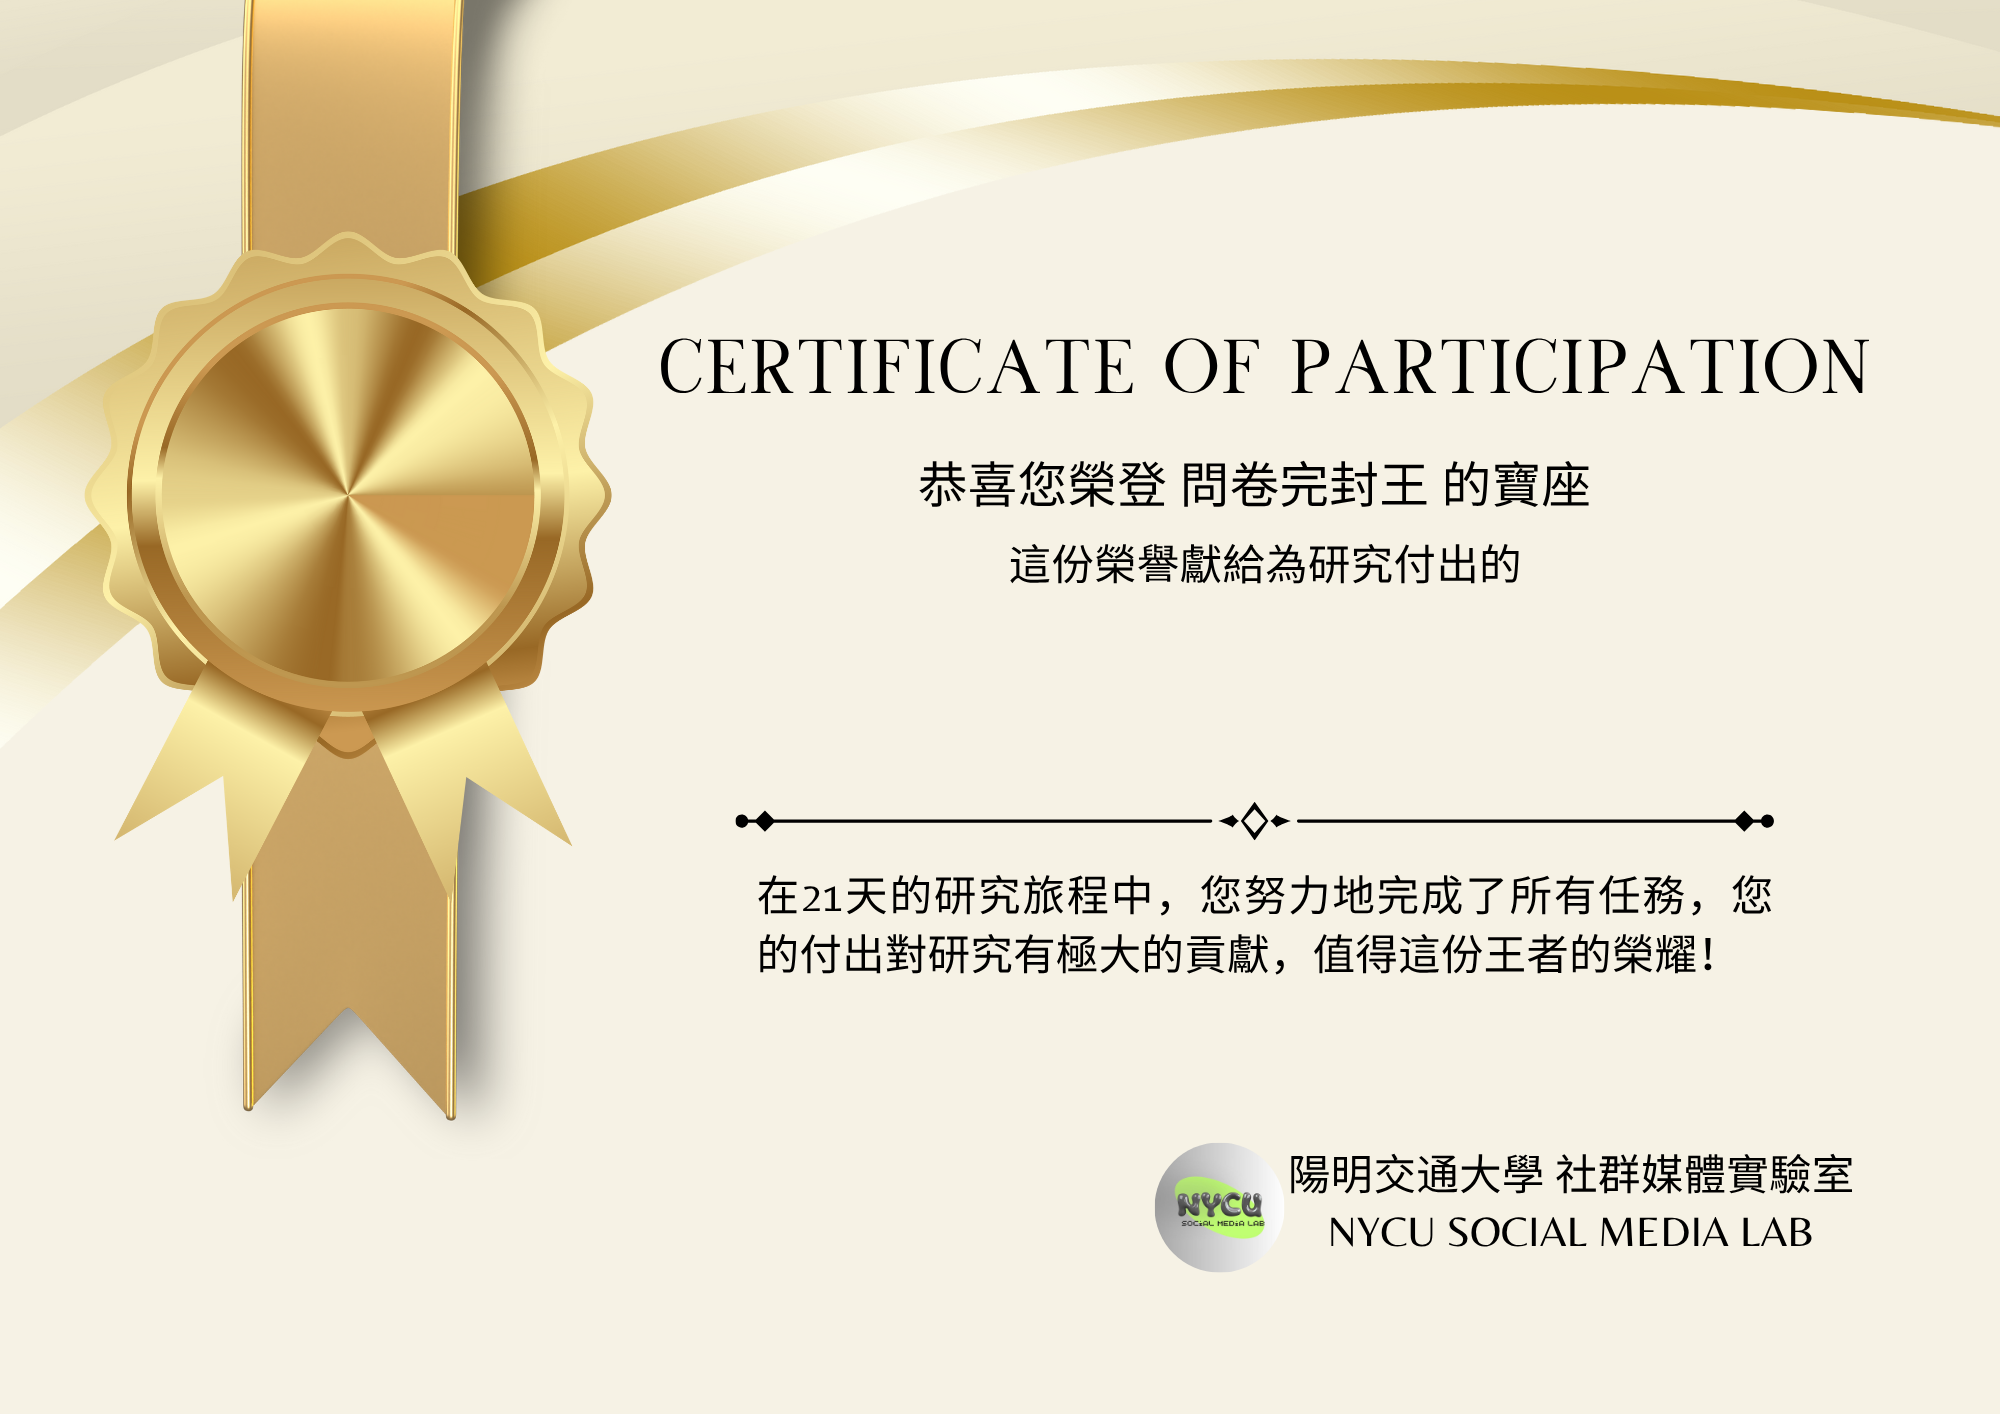 CERTIFICATE OF PARTICIPATION
恭喜您榮登 問卷完封王 的寶座
這份榮譽獻給為研究付出的
在21天的研究旅程中，您努力地完成了所有任務，您
的付出對研究有極大的貢獻，值得這份王者的榮耀！
NYCU
SOCIAL MEDIA LAB
陽明交通大學 社群媒體實驗室
NYCU SOCIAL MEDIA LAB